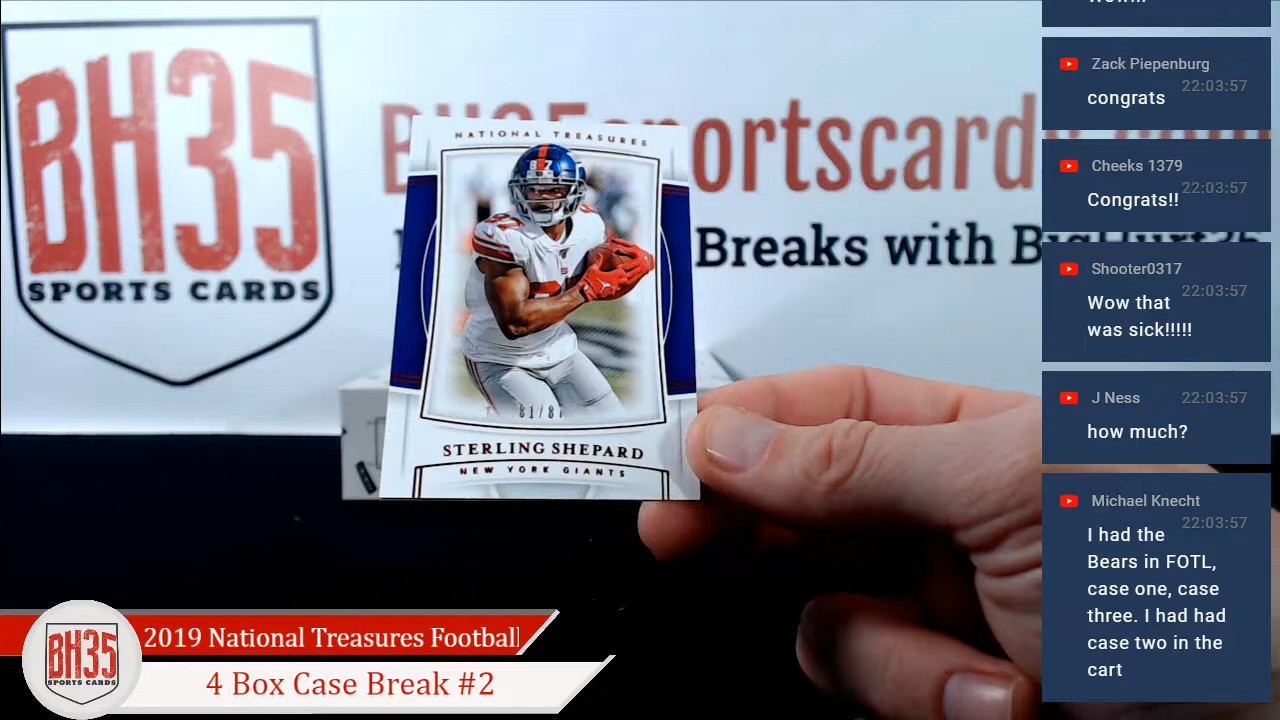 BH35
SPORTS CARDS
NATIONAL TREASURES
87
STERLING SHEPARD
NEW YORK GIANTS
Breaks with BigHurt35
2019 National Treasures Football
4 Box Case Break #2
BH35
SPORTS CARDS
Zack Piepenburg
22:03:57
congrats
Cheeks 1379
22:03:57
Congrats!!
Shooter0317
22:03:57
Wow that
was sick!!!!!
J Ness
22:03:57
how much?
Michael Knecht
22:03:57
I had the
Bears in FOTL,
case one, case
three. I had had
case two in the
cart